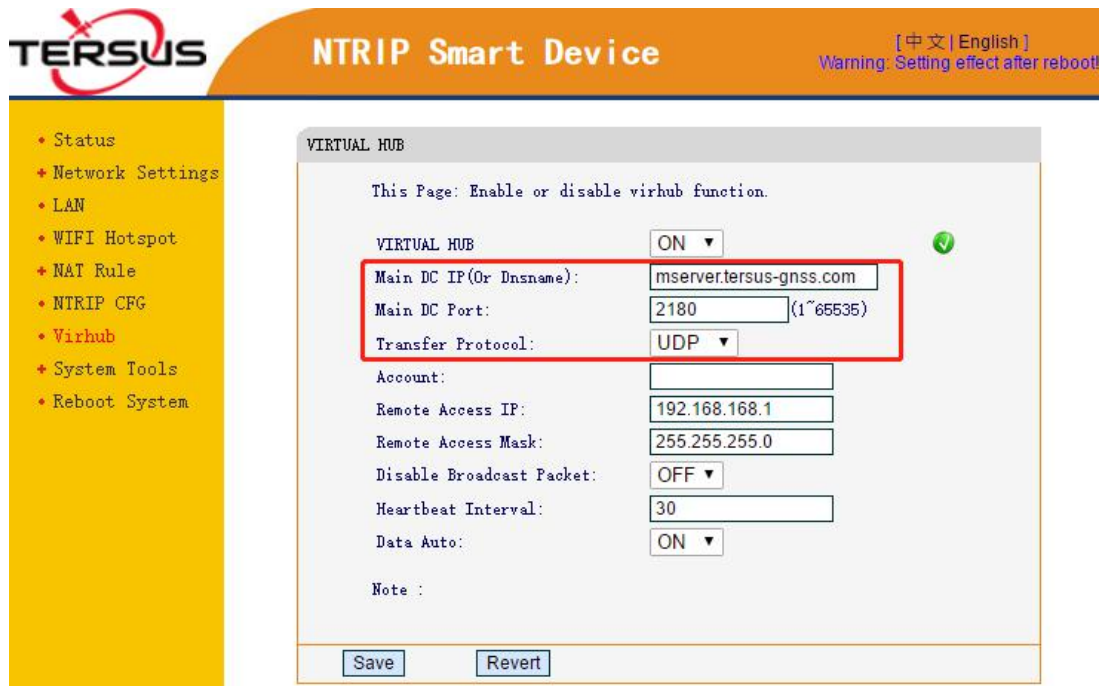 TERSUS
NTRIP Smart Device
[ 中文 | English ]
Warning: Setting effect after reboot!
Status
Network Settings
LAN
WIFI Hotspot
NAT Rule
NTRIP CFG
Virhub
System Tools
Reboot System
VIRTUAL HUB
This Page: Enable or disable virhub function.
VIRTUAL HUB ON
Main DC IP(Or Dnsname): mserver.tersus-gnss.com
Main DC Port: 2180 (1~65535)
Transfer Protocol: UDP
Account:
Remote Access IP: 192.168.168.1
Remote Access Mask: 255.255.255.0
Disable Broadcast Packet: OFF
Heartbeat Interval: 30
Data Auto: ON
Note :
Save Revert